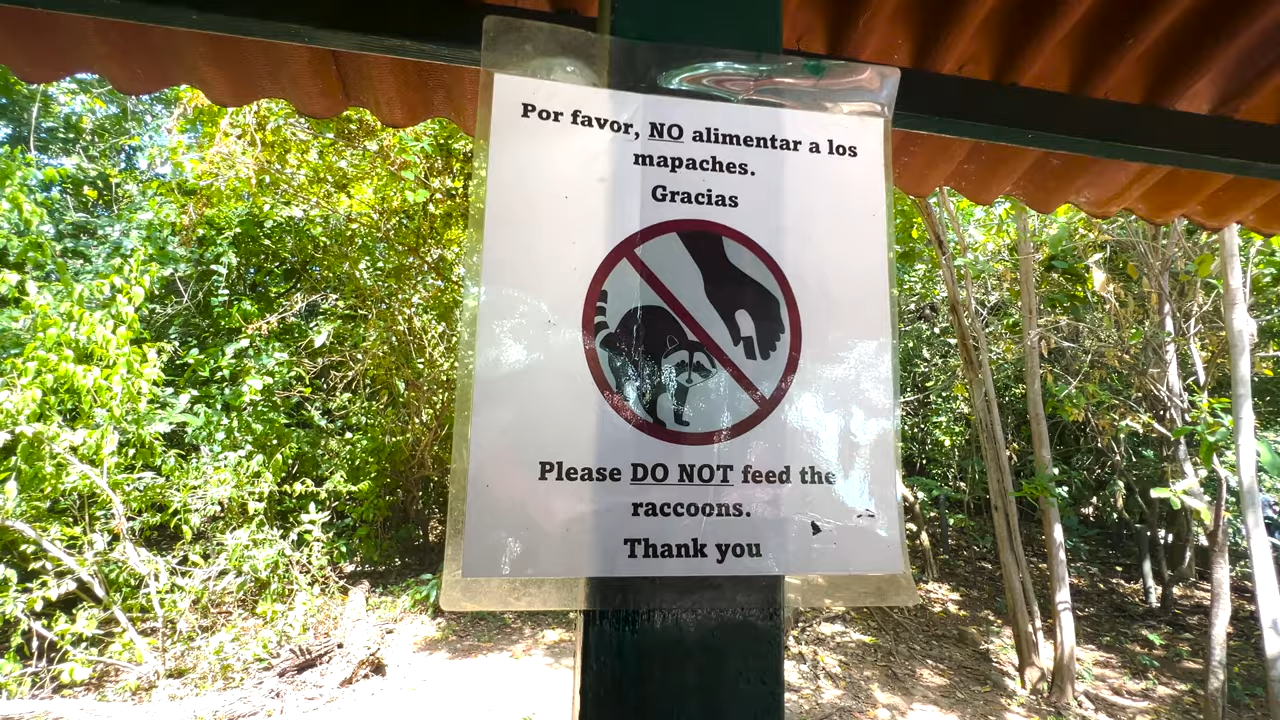 Por favor, NO alimentar a los
mapaches.
Gracias
Please DO NOT feed the
raccoons.
Thank you